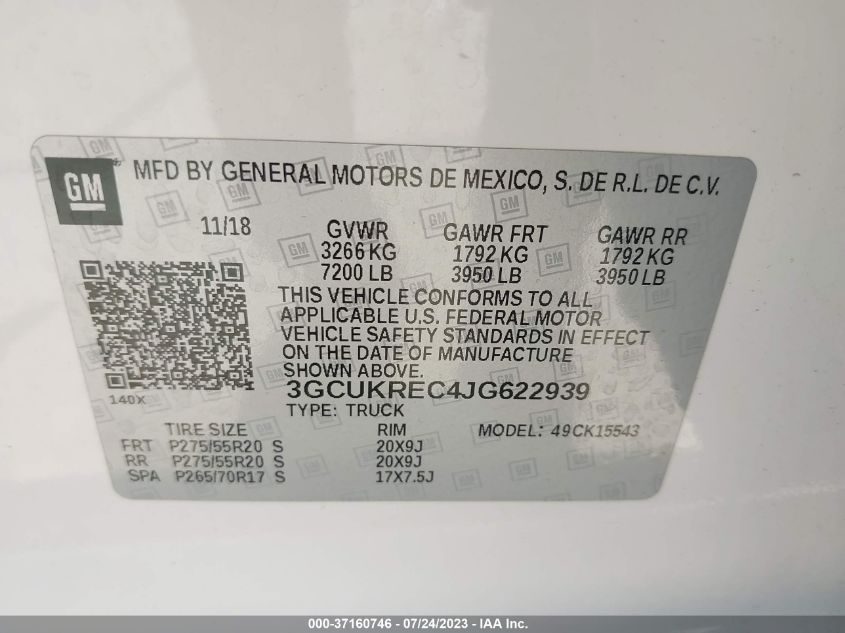 GM
MFD BY GENERAL MOTORS DE MEXICO, S. DE R.L. DE C.V.
11/18 GVWR GAWR FRT GAWR RR
3266 KG 1792 KG 1792 KG
7200 LB 3950 LB 3950 LB
THIS VEHICLE CONFORMS TO ALL
APPLICABLE U.S. FEDERAL MOTOR
VEHICLE SAFETY STANDARDS IN EFFECT
ON THE DATE OF MANUFACTURE
SHOWN ABOVE.
3GCUKREC4JG622939
140X
TYPE: TRUCK
TIRE SIZE RIM MODEL: 49CK15543
FRT P275/55R20 S 20X9J
RR P275/55R20 S 20X9J
SPA P265/70R17 S 17X7.5J
000-37160746 - 07/24/2023 - IAA Inc.